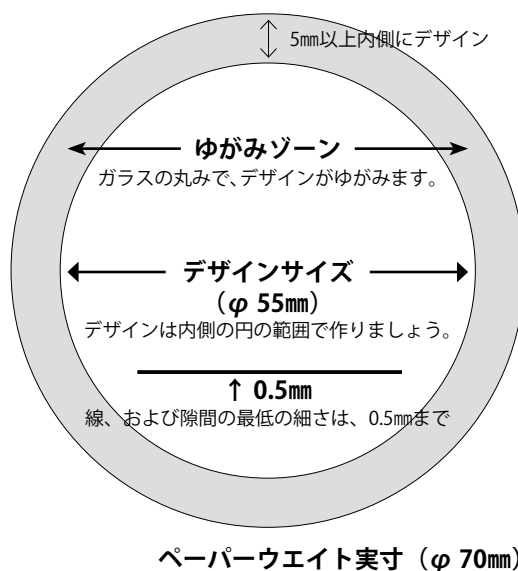 5㎜以上内側にデザイン
ゆがみゾーン
ガラスの丸みで、デザインがゆがみます。
デザインサイズ
（φ 55㎜）
デザインは内側の円の範囲で作りましょう。
↑ 0.5㎜
線、および隙間の最低の細さは、0.5㎜まで
ペーパーウエイト実寸（φ 70㎜）